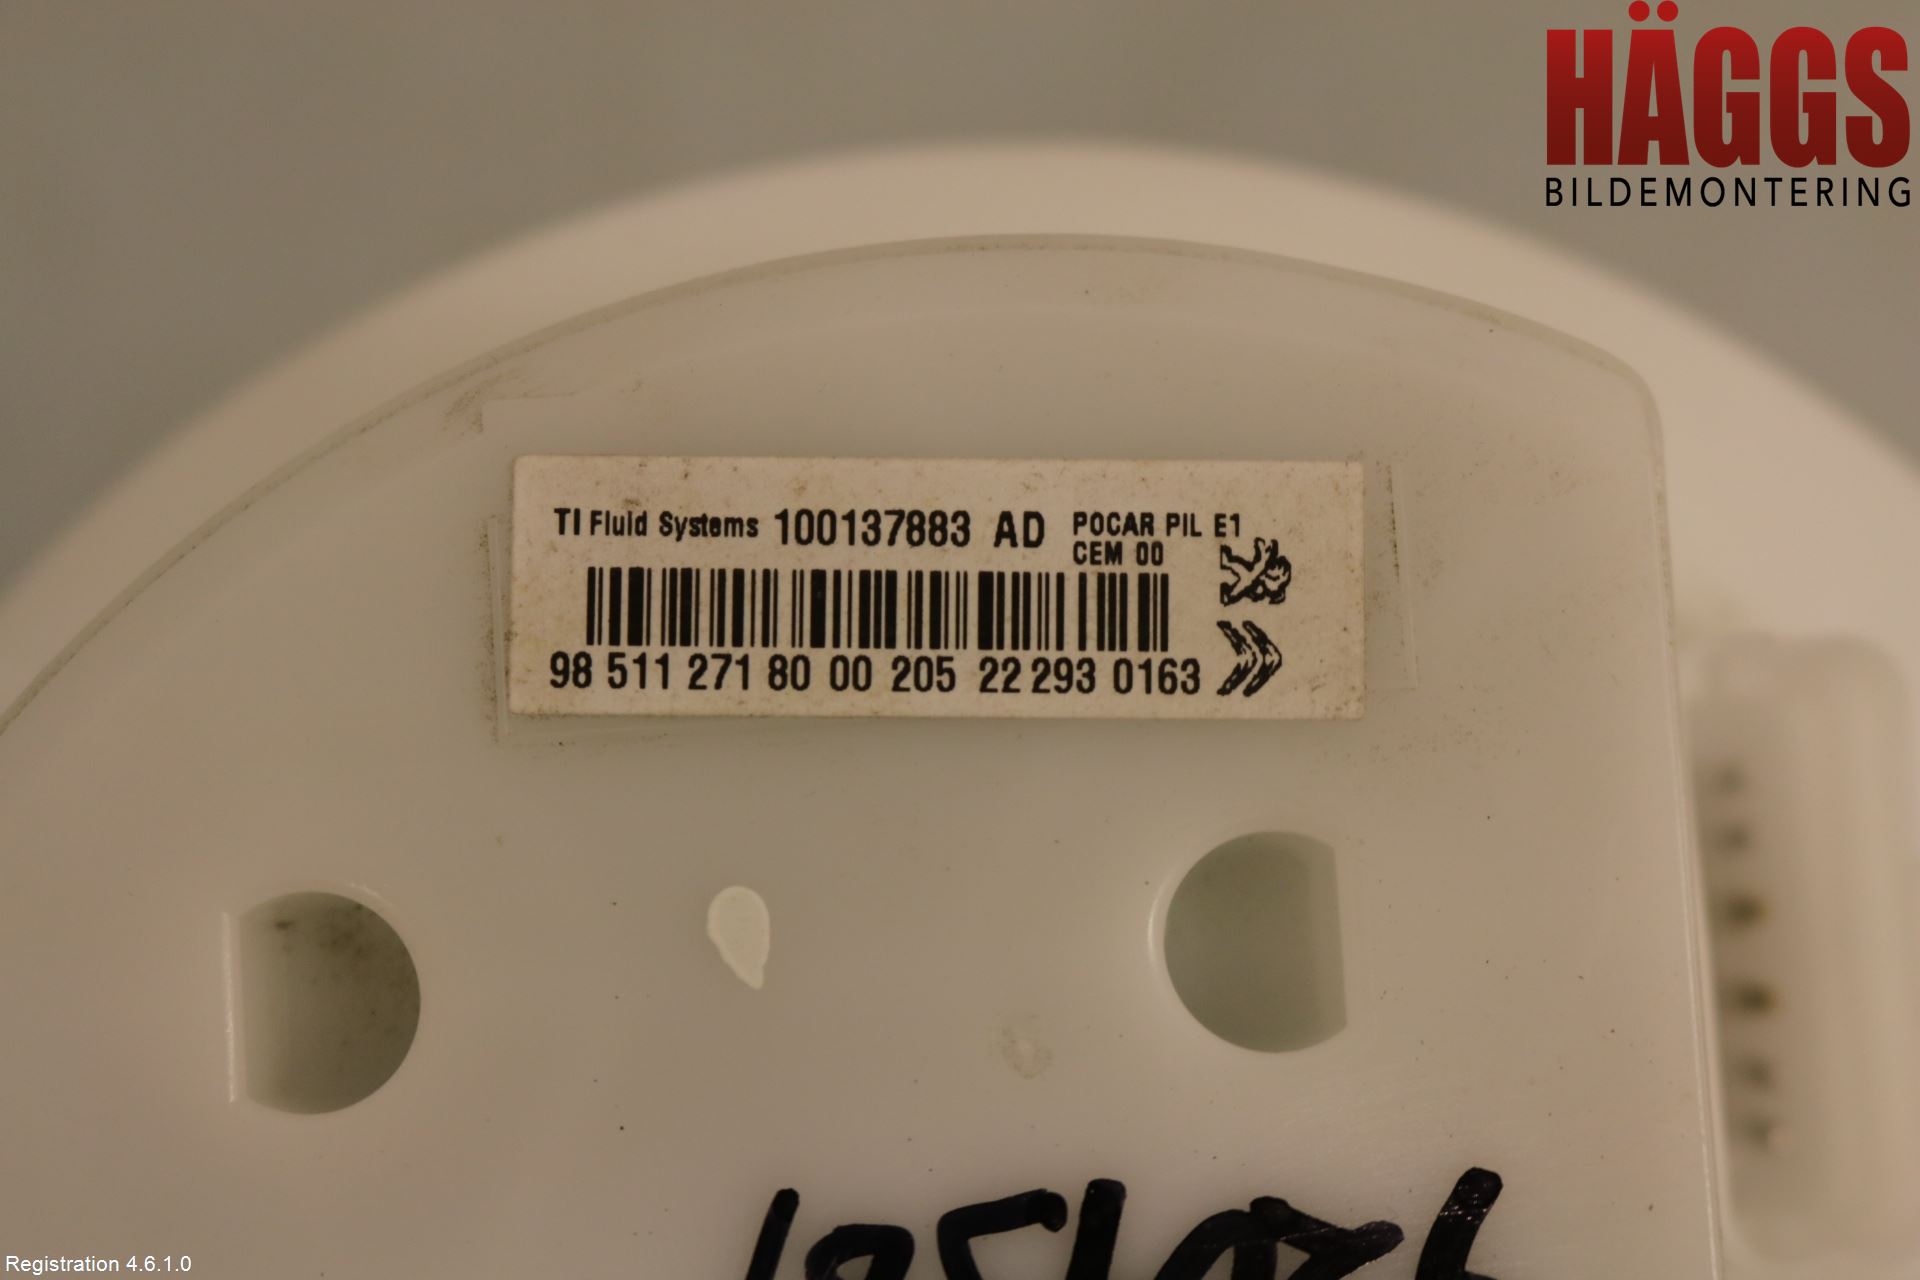 HÄGGS
BILDEMONTERING
TI Fluid Systems 100137883 AD POCAR PIL E1
CEM 00
98 511 271 80 00 205 22 293 0163
Registration 4.6.1.0